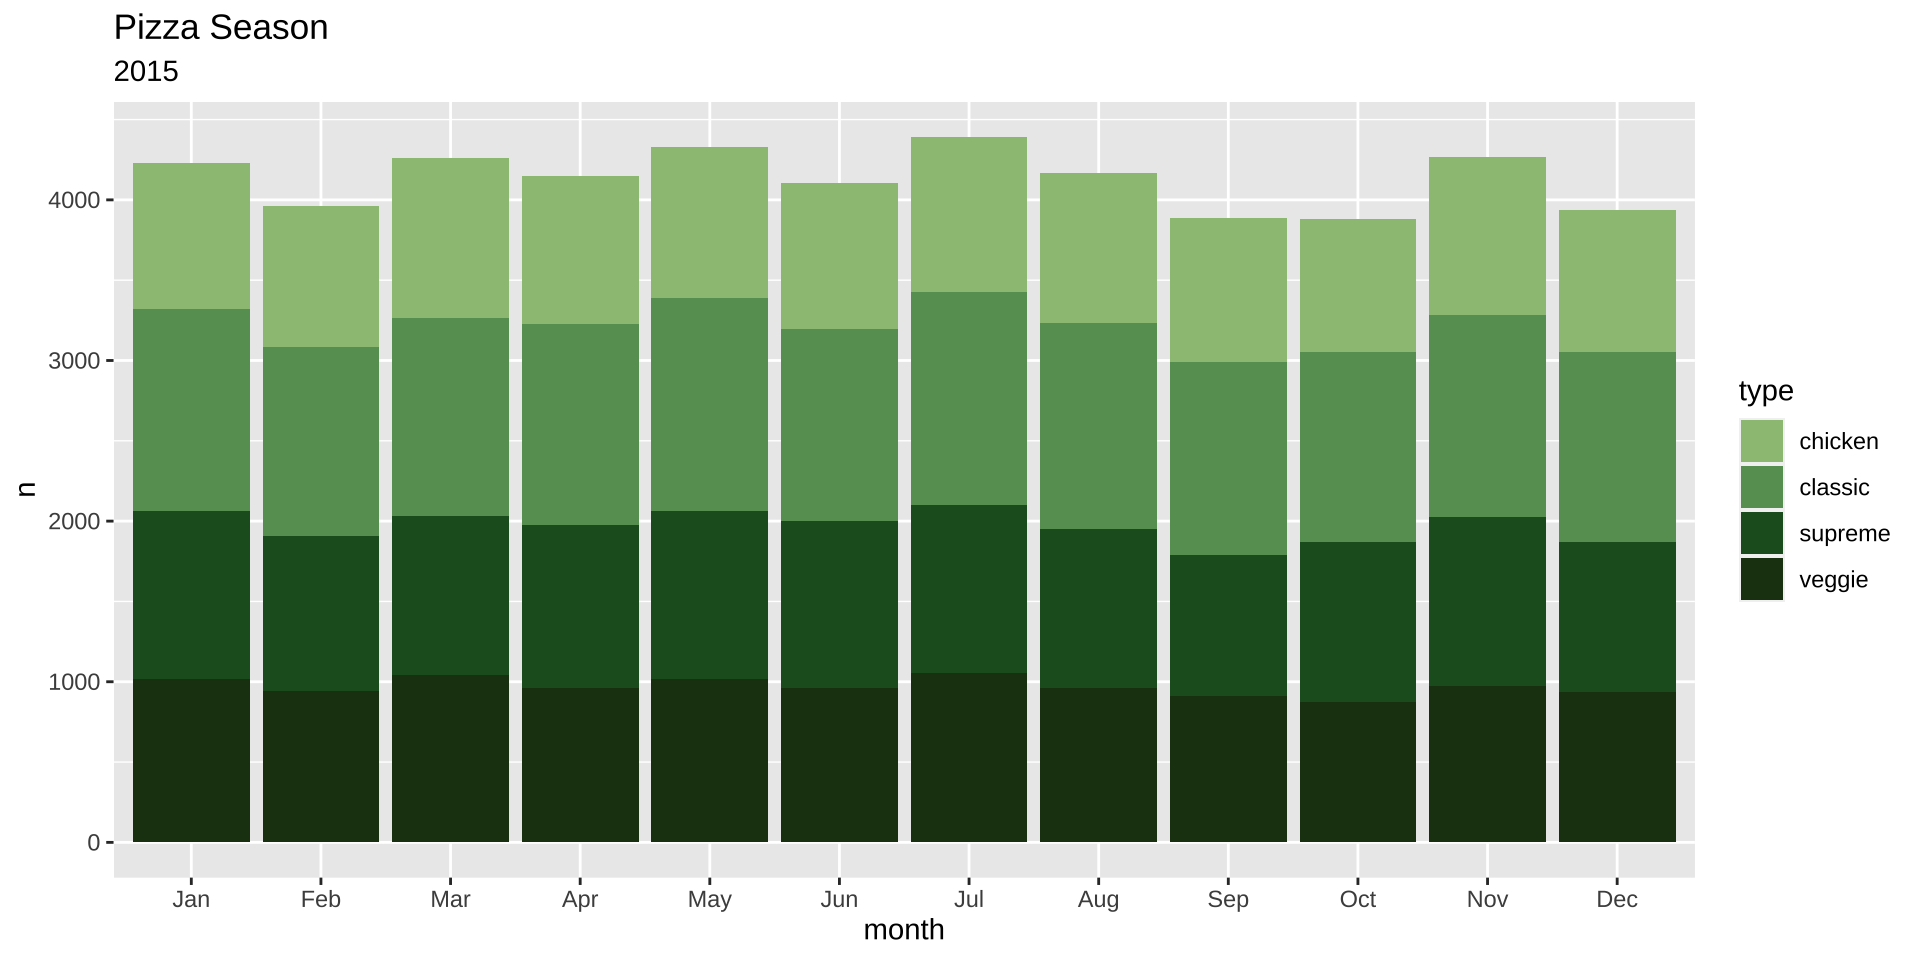 Pizza Season
2015
n
4000
3000
2000
1000
0
Jan Feb Mar Apr May Jun Jul Aug Sep Oct Nov Dec
month
type
chicken
classic
supreme
veggie